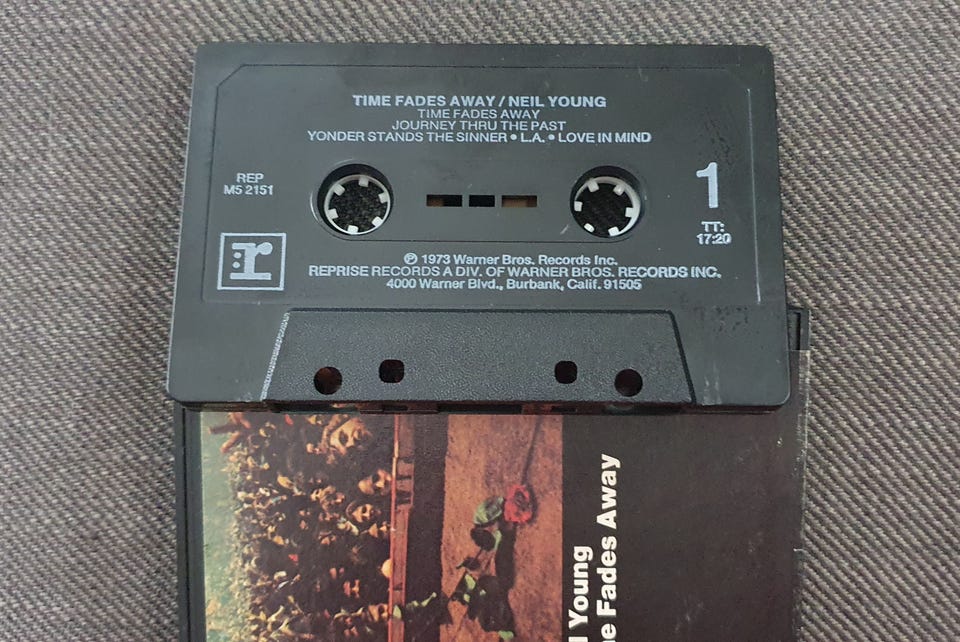 TIME FADES AWAY / NEIL YOUNG
TIME FADES AWAY
JOURNEY THRU THE PAST
YONDER STANDS THE SINNER • L.A. • LOVE IN MIND
REP
M5 2151
1
TT:
17:20
:r
℗ 1973 Warner Bros. Records Inc.
REPRISE RECORDS A DIV. OF WARNER BROS. RECORDS INC.
4000 Warner Blvd., Burbank, Calif. 91505
l Young
e Fades Away